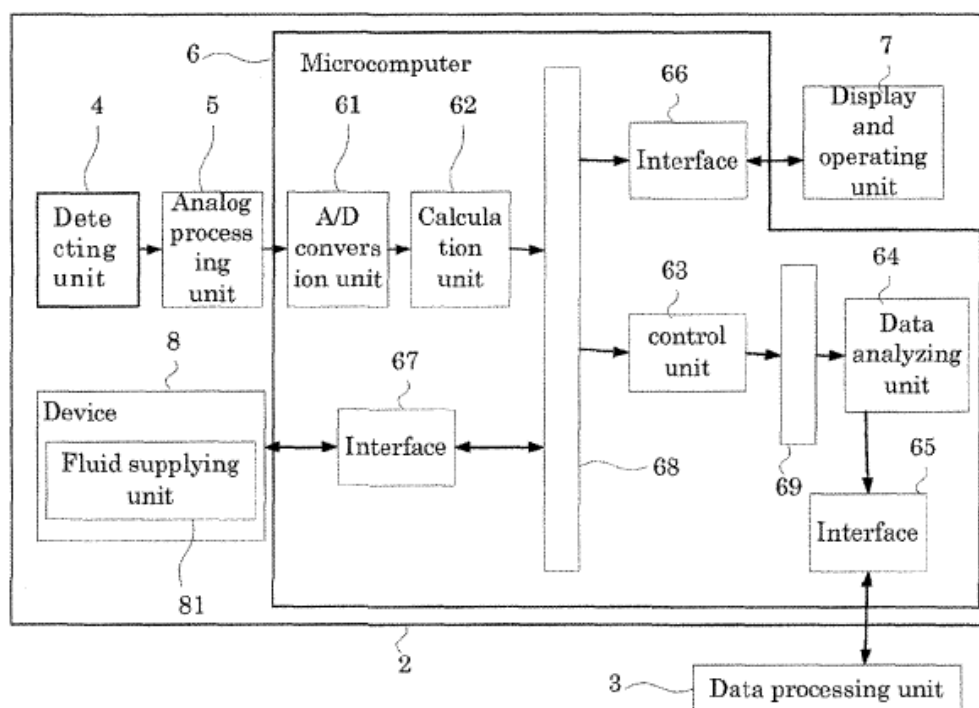 6
Microcomputer
7
4
5
61
62
66
Display
and
operating
unit
Interface
Dete
cting
unit
Analog
process
ing
unit
A/D
convers
ion unit
Calcula
tion
unit
63
64
control
unit
Data
analyzing
unit
8
67
Device
Interface
Fluid supplying
unit
68
69
65
Interface
81
2
3
Data processing unit